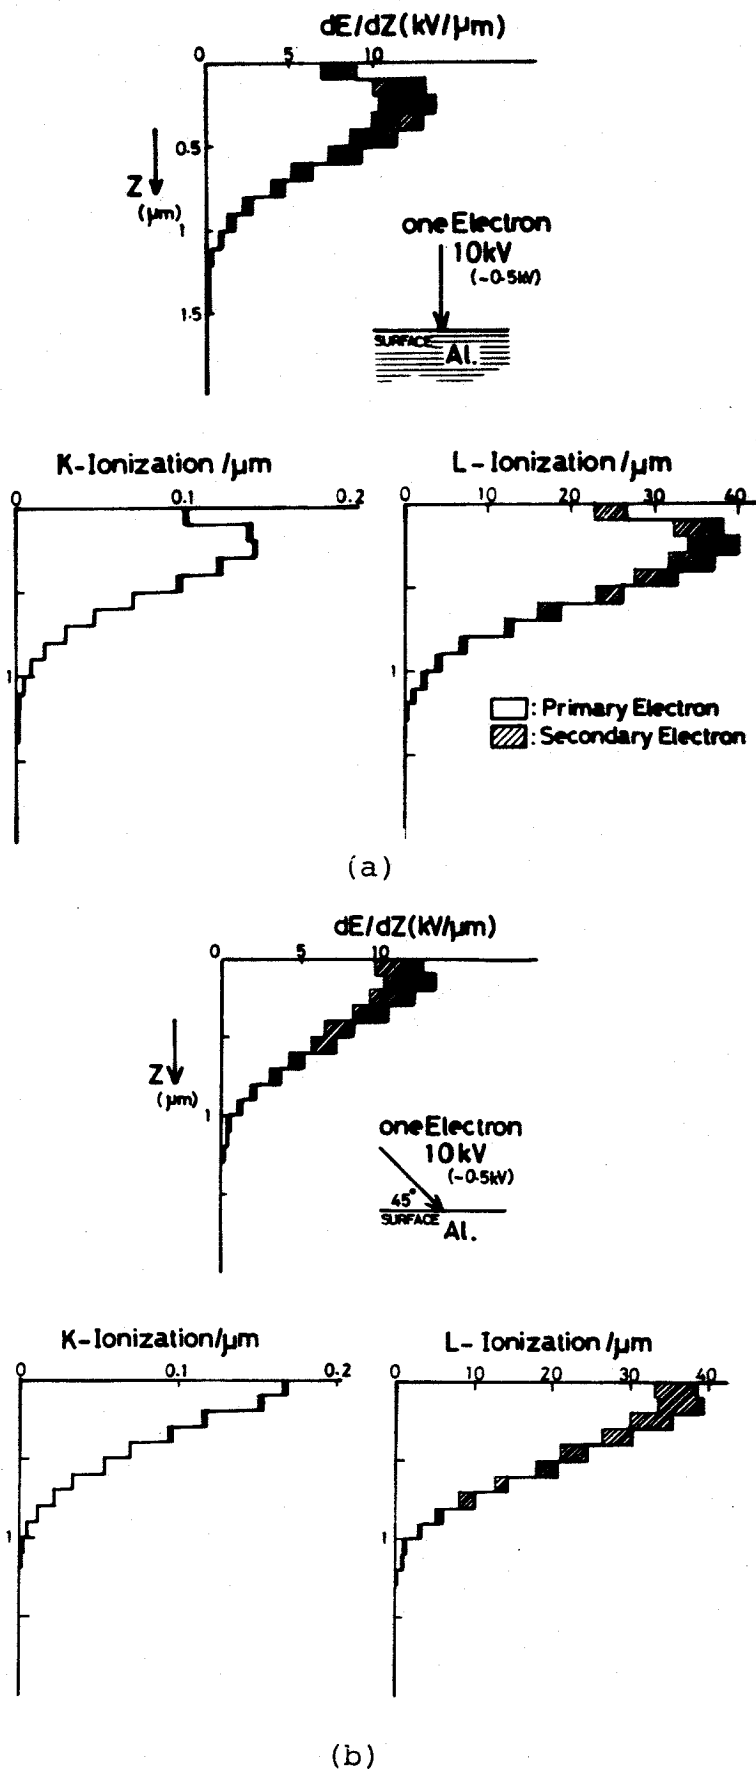 dE/dZ(kV/μm)
0 5 10
0.5
Z
(μm)
1
1.5
one Electron
10kV
(~0.5kV)
SURFACE
Al.
K-Ionization /μm
0 0.1 0.2
1
L-Ionization/μm
0 10 20 30 40
1
: Primary Electron
: Secondary Electron
(a)
dE/dZ(kV/μm)
0 5 10
Z
(μm)
1
one Electron
10kV
(~0.5kV)
45°
SURFACE
Al.
K-Ionization/μm
0 0.1 0.2
1
L- Ionization /μm
0 10 20 30 40
1
(b)